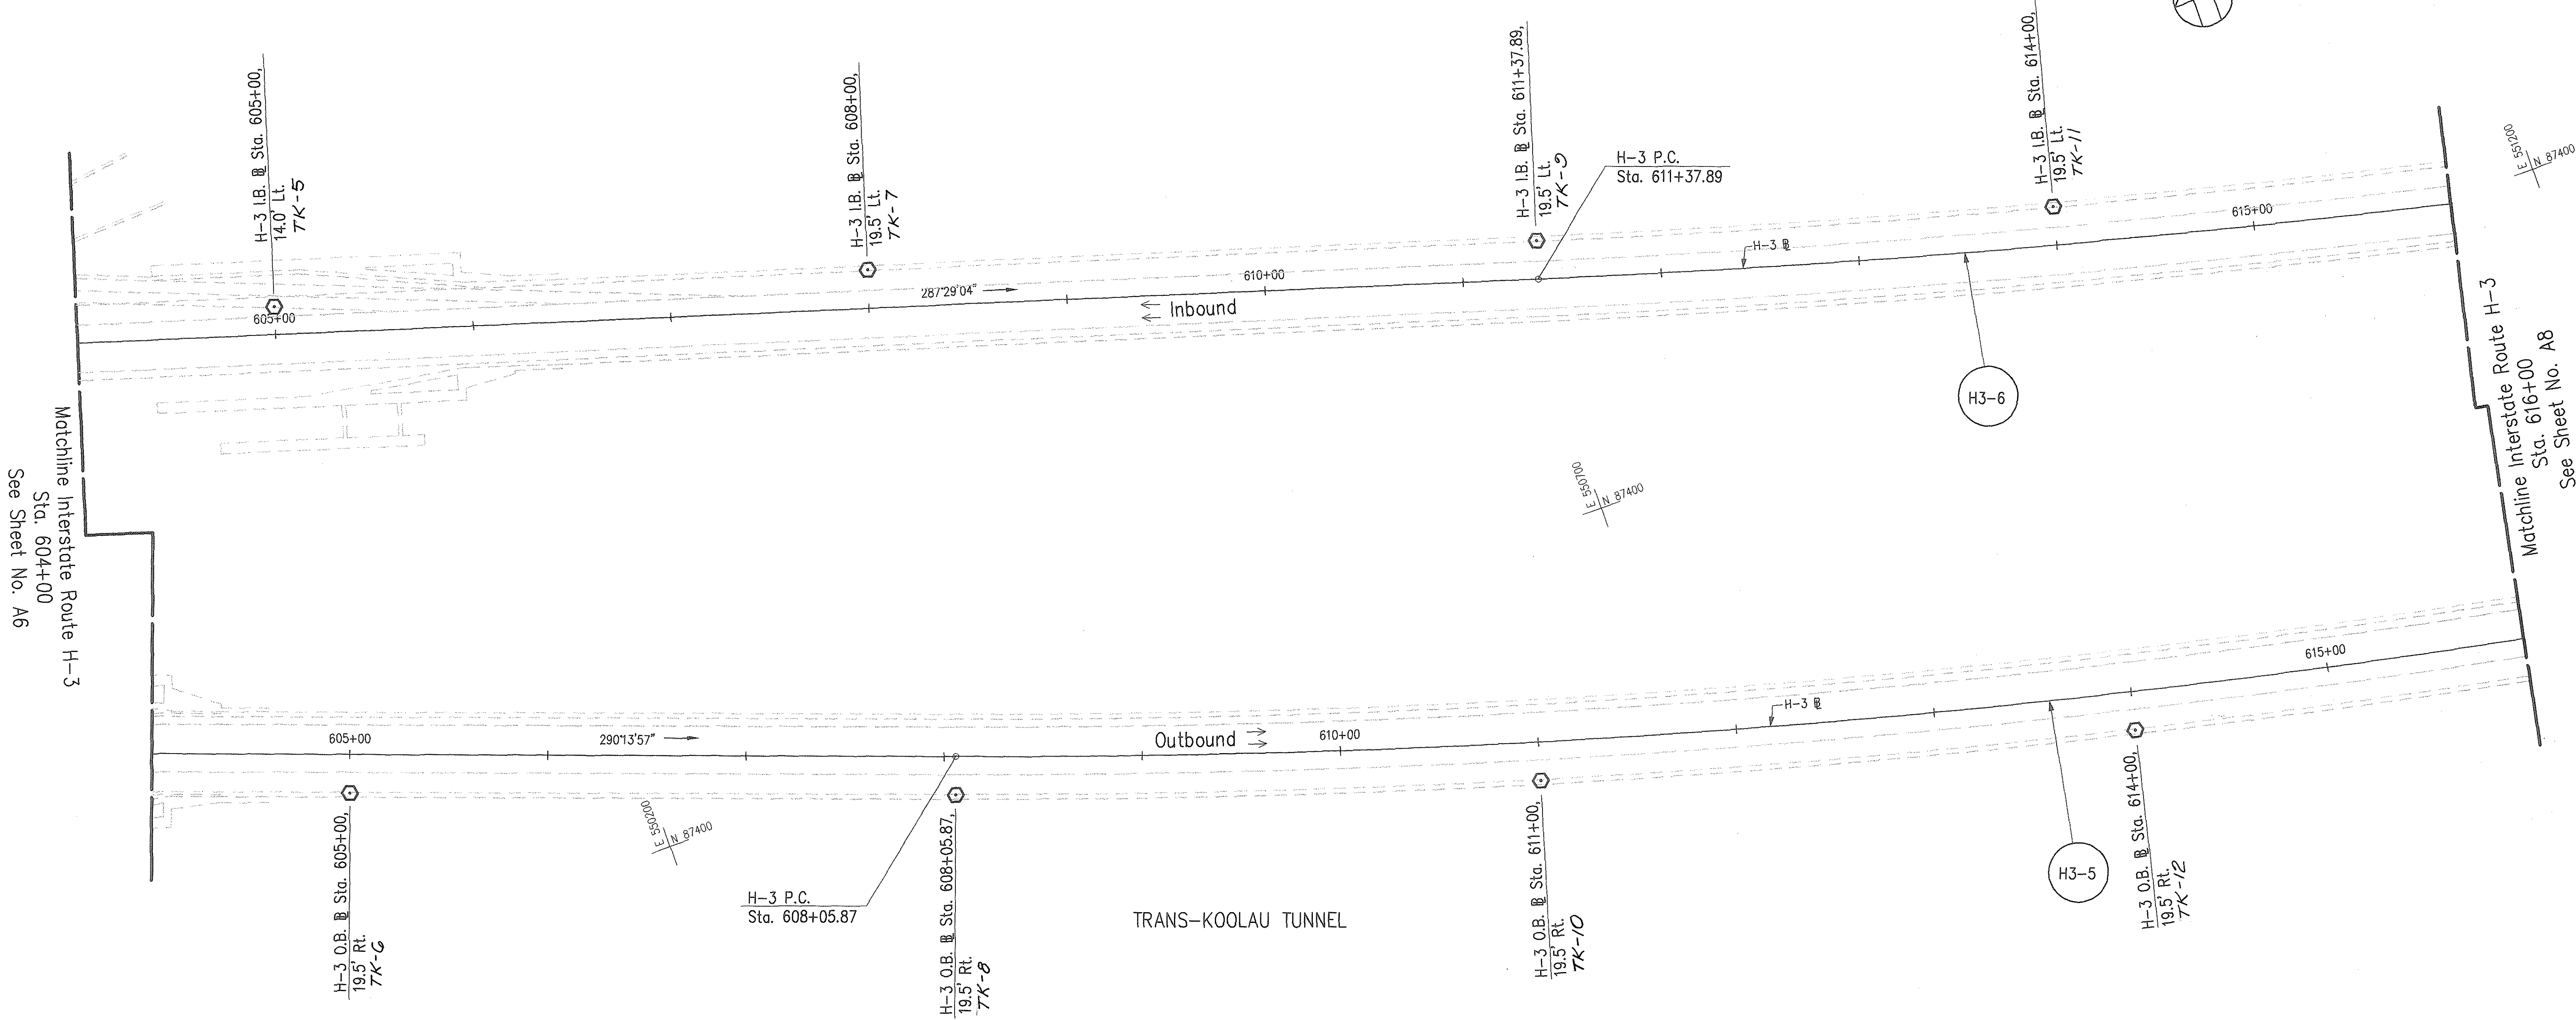 H-3 I.B. ℄ Sta. 605+00,
14.0' Lt.
TK-5
H-3 I.B. ℄ Sta. 608+00,
19.5' Lt.
TK-7
H-3 I.B. ℄ Sta. 611+37.89,
19.5' Lt.
TK-9
H-3 P.C.
Sta. 611+37.89
H-3 I.B. ℄ Sta. 614+00,
19.5' Lt.
TK-11
E 551200
N 87400
605+00
287°29'04"
610+00
Inbound
H-3 ℄
615+00
H3-6
Matchline Interstate Route H-3
Sta. 604+00
See Sheet No. A6
E 550700
N 87400
Matchline Interstate Route H-3
Sta. 616+00
See Sheet No. A8
605+00
290°13'57"
Outbound
610+00
H-3 ℄
615+00
H-3 O.B. ℄ Sta. 605+00,
19.5' Rt.
TK-6
E 550200
N 87400
H-3 P.C.
Sta. 608+05.87
H-3 O.B. ℄ Sta. 608+05.87,
19.5' Rt.
TK-8
TRANS-KOOLAU TUNNEL
H-3 O.B. ℄ Sta. 611+00,
19.5' Rt.
TK-10
H3-5
H-3 O.B. ℄ Sta. 614+00,
19.5' Rt.
TK-12